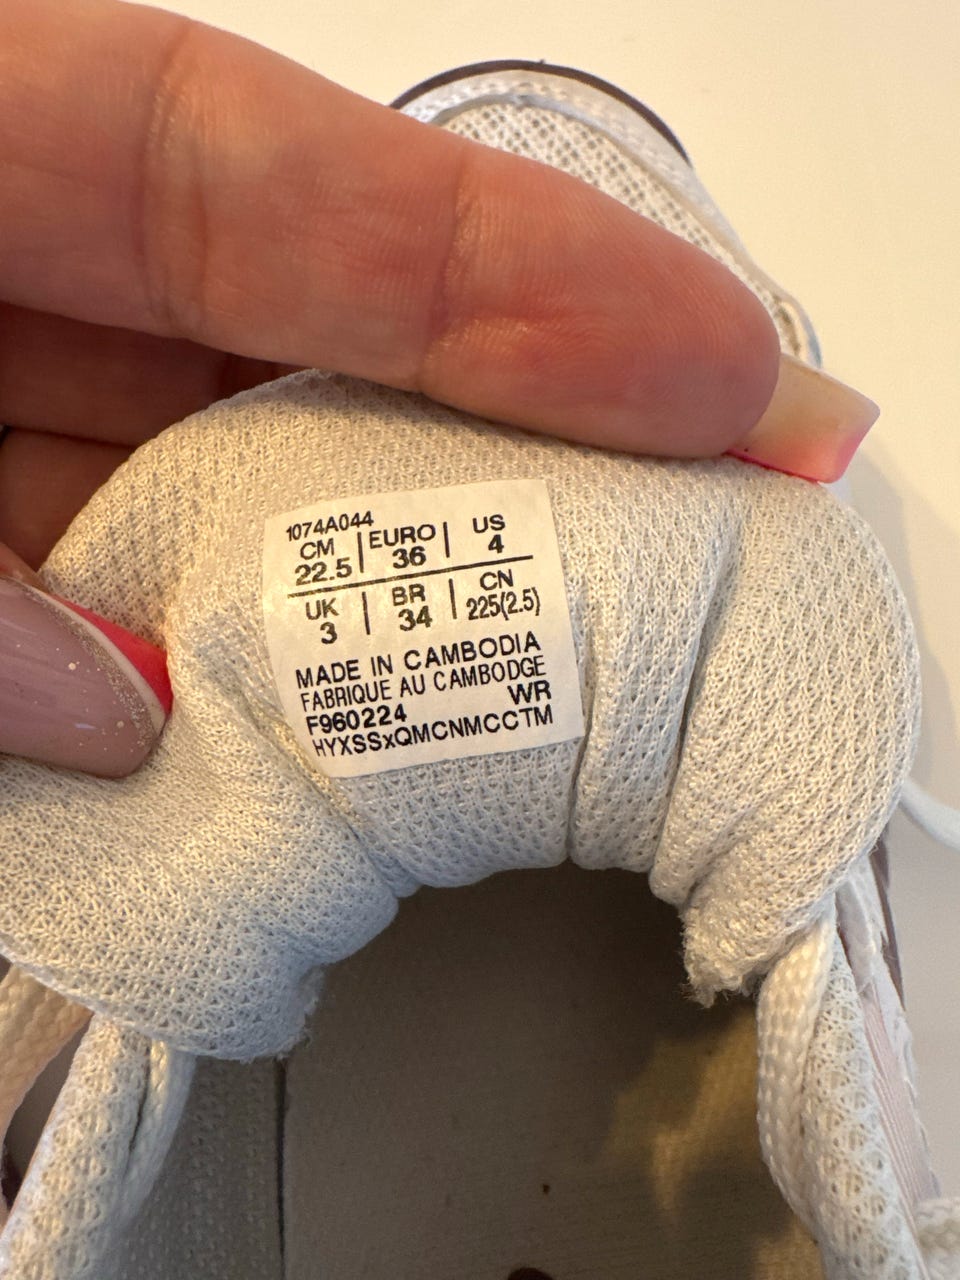 1074A044
CM | EURO | US
22.5 | 36 | 4
UK | BR | CN
3 | 34 | 225(2.5)
MADE IN CAMBODIA
FABRIQUE AU CAMBODGE
F960224 WR
HYXSSxQMCNMCCTM